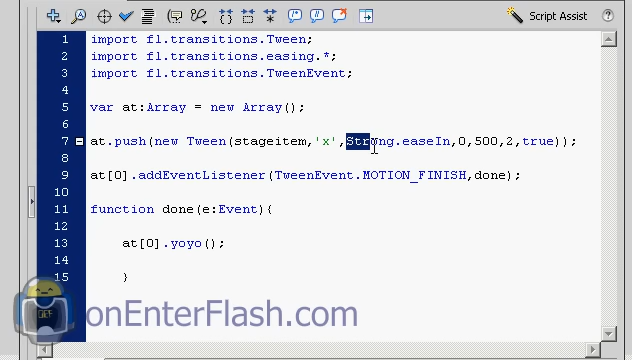 Script Assist
1 import fl.transitions.Tween;
2 import fl.transitions.easing.*;
3 import fl.transitions.TweenEvent;
4
5 var at:Array = new Array();
6
7 at.push(new Tween(stageitem,'x',Strong.easeIn,0,500,2,true));
8
9 at[0].addEventListener(TweenEvent.MOTION_FINISH,done);
10
11 function done(e:Event){
12
13 at[0].yoyo();
14
15 }
onEnterFlash.com